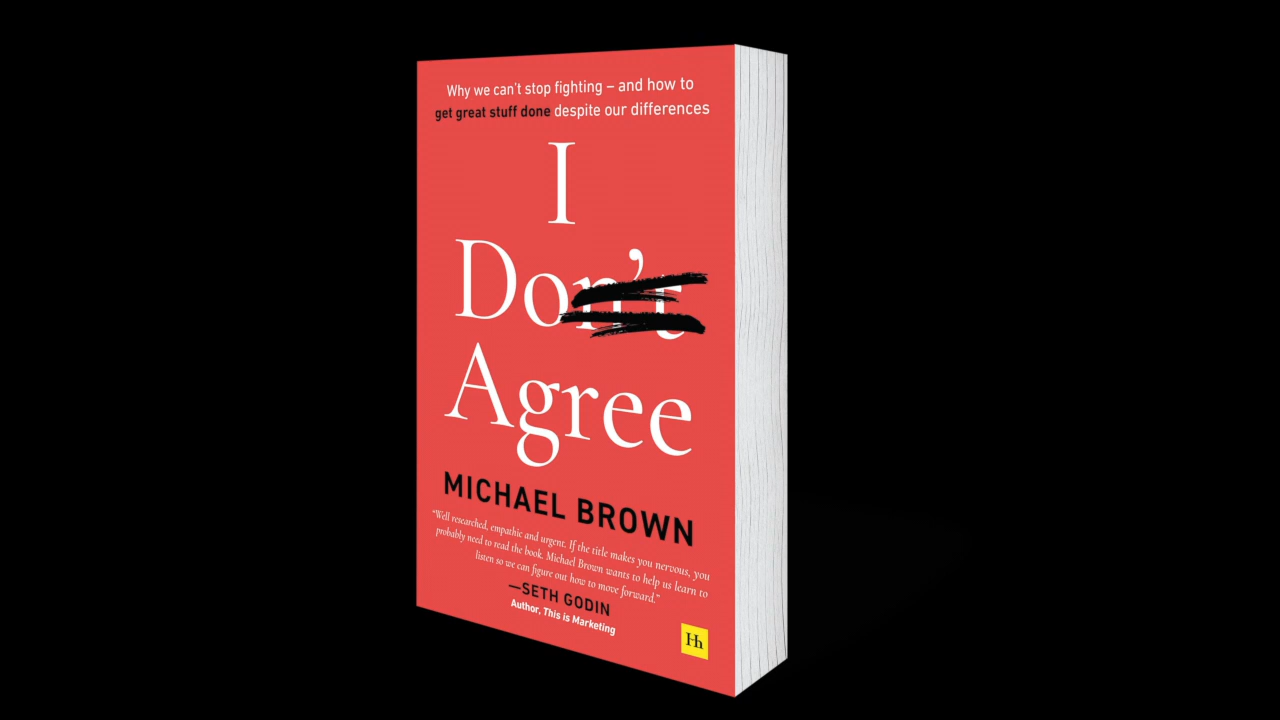 Why we can't stop fighting – and how to
get great stuff done despite our differences
I
Don't
Agree
MICHAEL BROWN
"Well researched, empathic and urgent. If the title makes you nervous, you
probably need to read the book. Michael Brown wants to help us learn to
listen so we can figure out how to move forward."
—SETH GODIN
Author, This is Marketing
Hh